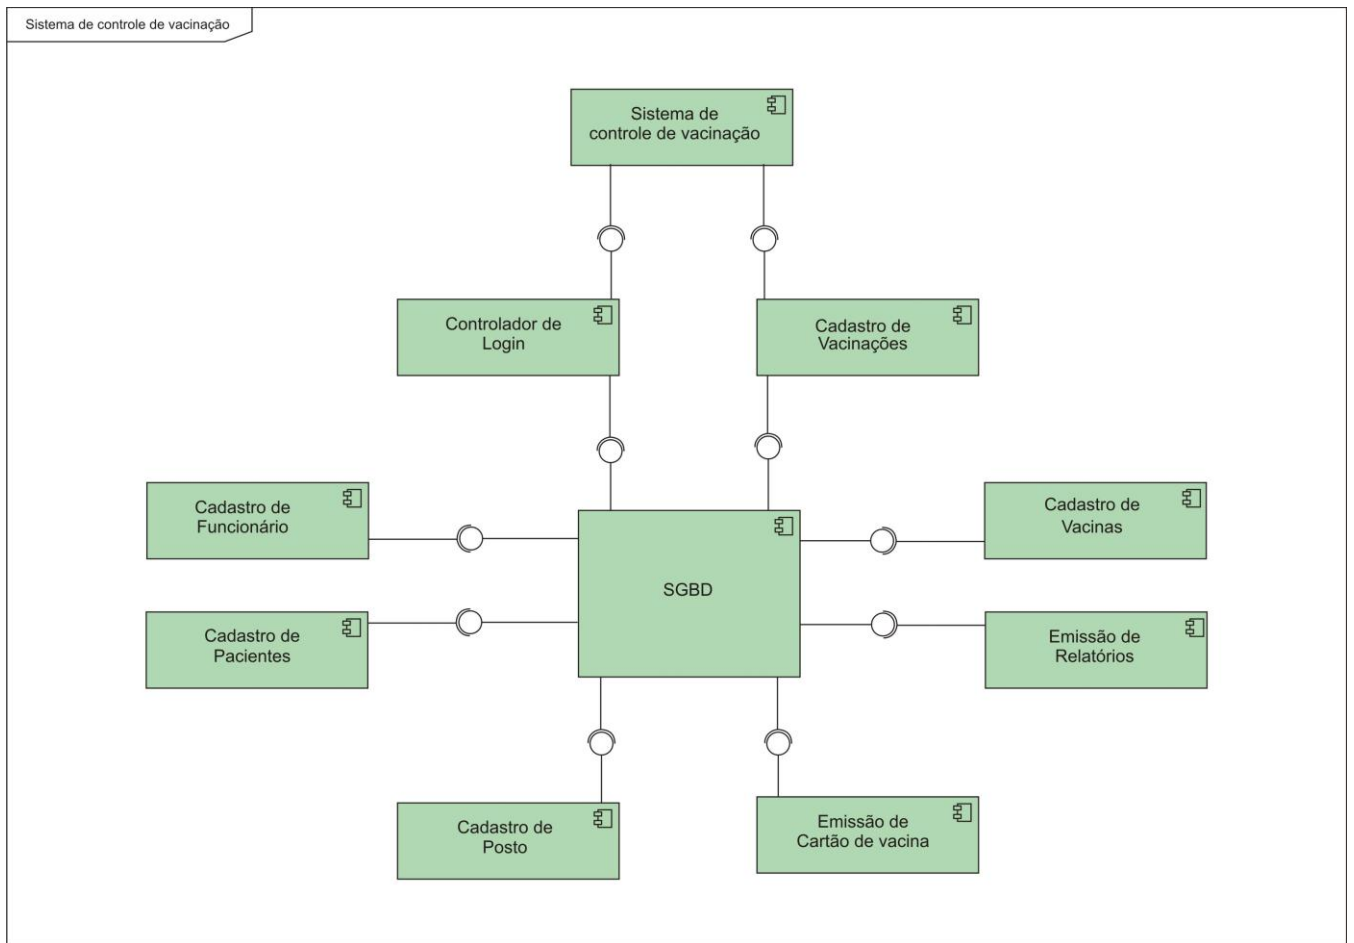 Sistema de controle de vacinação
Sistema de
controle de vacinação
Controlador de
Login
Cadastro de
Vacinações
Cadastro de
Funcionário
Cadastro de
Vacinas
SGBD
Cadastro de
Pacientes
Emissão de
Relatórios
Cadastro de
Posto
Emissão de
Cartão de vacina